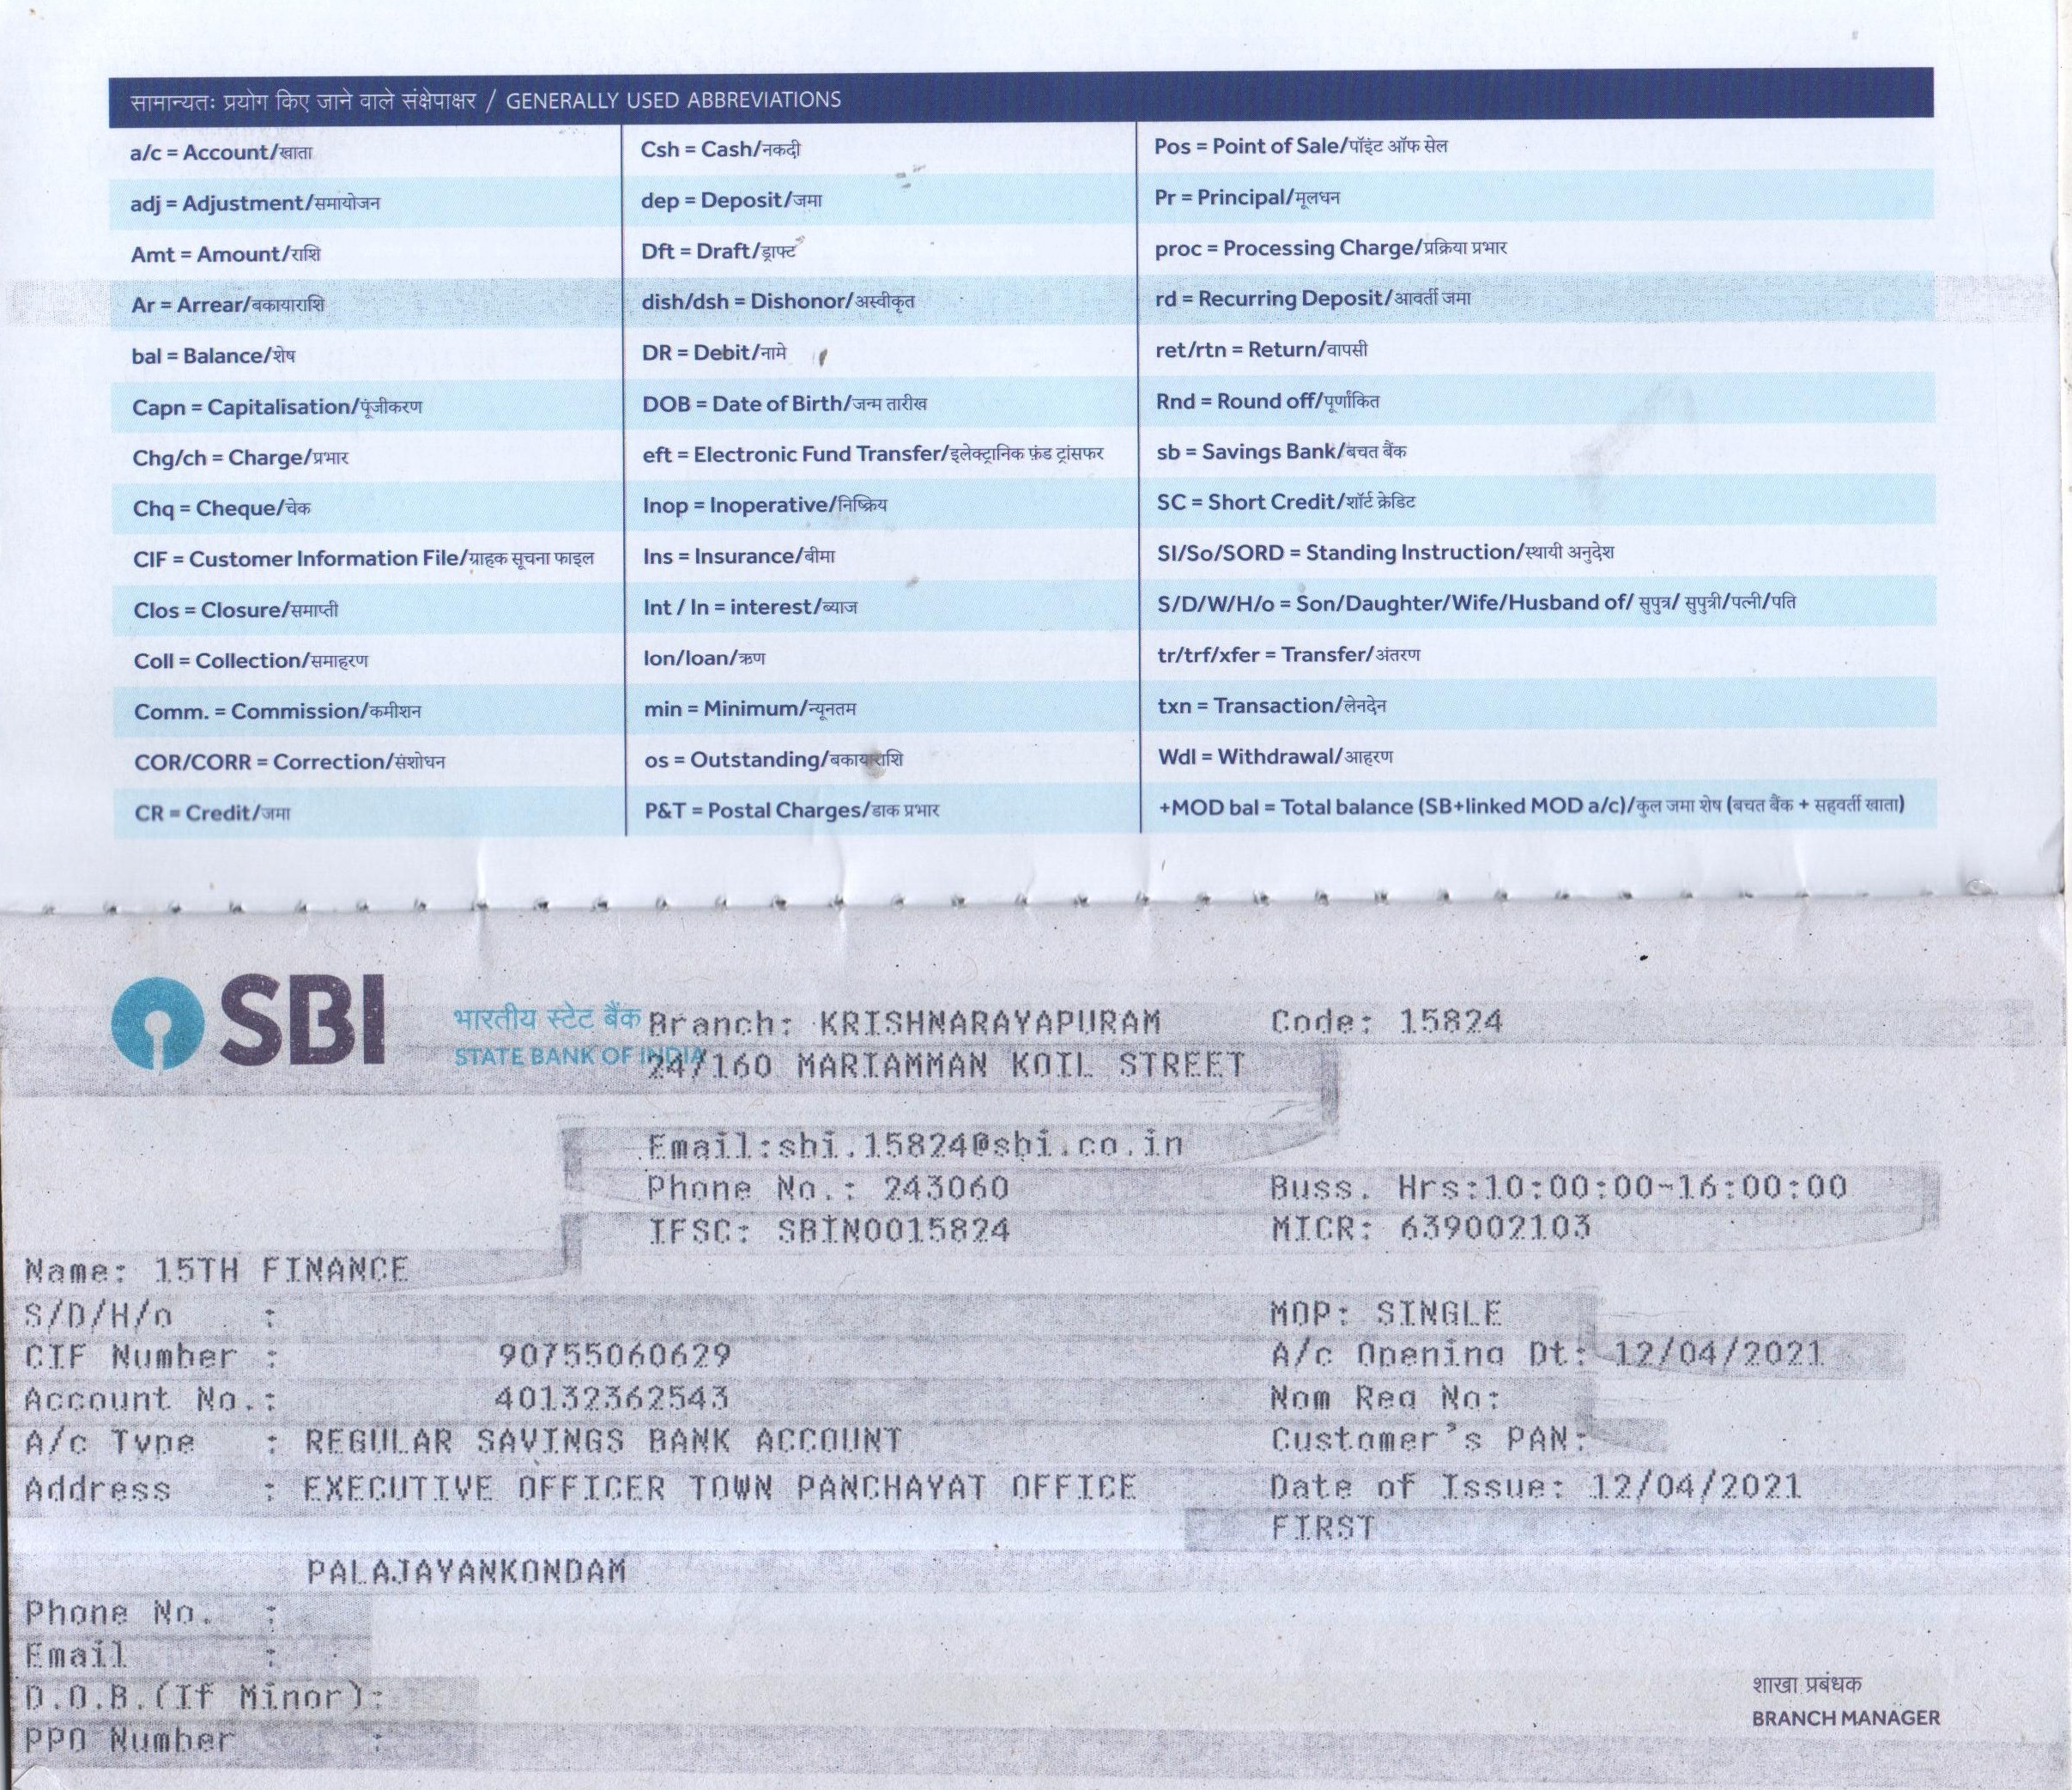 सामान्यतः प्रयोग किए जाने वाले संक्षेपाक्षर / GENERALLY USED ABBREVIATIONS
a/c = Account/खाता
adj = Adjustment/समायोजन
Amt = Amount/राशि
Ar = Arrear/बकायाराशि
bal = Balance/शेष
Capn = Capitalisation/पूंजीकरण
Chg/ch = Charge/प्रभार
Chq = Cheque/चेक
CIF = Customer Information File/ग्राहक सूचना फाइल
Clos = Closure/समाप्ती
Coll = Collection/समाहरण
Comm. = Commission/कमीशन
COR/CORR = Correction/संशोधन
CR = Credit/जमा
Csh = Cash/नकदी
dep = Deposit/जमा
Dft = Draft/ड्राफ्ट
dish/dsh = Dishonor/अस्वीकृत
DR = Debit/नामे
DOB = Date of Birth/जन्म तारीख
eft = Electronic Fund Transfer/इलेक्ट्रानिक फ़ंड ट्रांसफर
Inop = Inoperative/निष्क्रिय
Ins = Insurance/बीमा
Int / In = interest/ब्याज
lon/loan/ऋण
min = Minimum/न्यूनतम
os = Outstanding/बकायाराशि
P&T = Postal Charges/डाक प्रभार
Pos = Point of Sale/पॉइंट ऑफ सेल
Pr = Principal/मूलधन
proc = Processing Charge/प्रक्रिया प्रभार
rd = Recurring Deposit/आवर्ती जमा
ret/rtn = Return/वापसी
Rnd = Round off/पूर्णांकित
sb = Savings Bank/बचत बैंक
SC = Short Credit/शॉर्ट क्रेडिट
SI/So/SORD = Standing Instruction/स्थायी अनुदेश
S/D/W/H/o = Son/Daughter/Wife/Husband of/ सुपुत्र/ सुपुत्री/पत्नी/पति
tr/trf/xfer = Transfer/अंतरण
txn = Transaction/लेनदेन
Wdl = Withdrawal/आहरण
+MOD bal = Total balance (SB+linked MOD a/c)/कुल जमा शेष (बचत बैंक + सहवर्ती खाता)
SBI
भारतीय स्टेट बैंक
STATE BANK OF INDIA
Branch: KRISHNARAYAPURAM Code: 15824
24/160 MARIAMMAN KOIL STREET
Email:sbi.15824@sbi.co.in
Phone No.: 243060 Buss. Hrs:10:00:00-16:00:00
IFSC: SBIN0015824 MICR: 639002103
Name: 15TH FINANCE
S/D/H/o : MOP: SINGLE
CIF Number : 90755060629 A/c Opening Dt: 12/04/2021
Account No.: 40132362543 Nom Reg No:
A/c Type : REGULAR SAVINGS BANK ACCOUNT Customer's PAN:
Address : EXECUTIVE OFFICER TOWN PANCHAYAT OFFICE Date of Issue: 12/04/2021
FIRST
PALAJAYANKONDAM
Phone No. :
Email :
D.O.B.(If Minor):
PPO Number :
शाखा प्रबंधक
BRANCH MANAGER